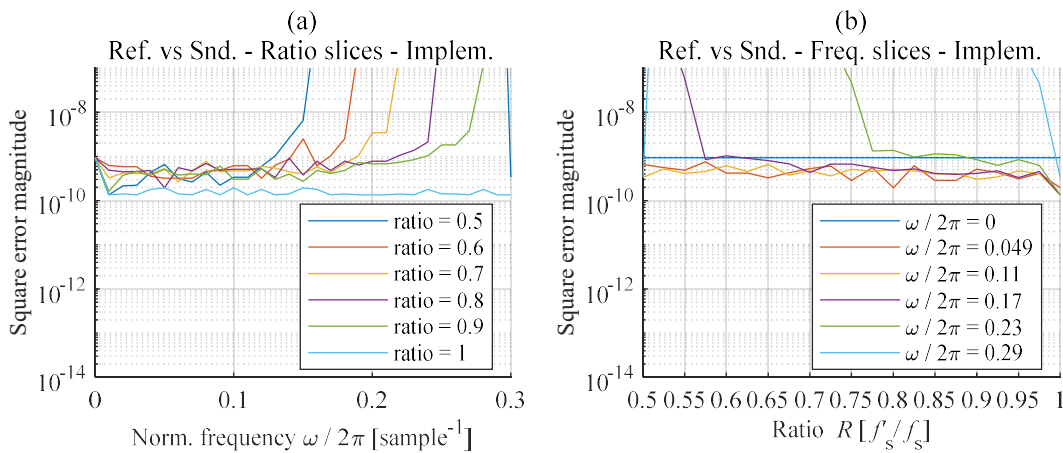 (a)
Ref. vs Snd. - Ratio slices - Implem.
Square error magnitude
10^-8
10^-10
10^-12
10^-14
ratio = 0.5
ratio = 0.6
ratio = 0.7
ratio = 0.8
ratio = 0.9
ratio = 1
0 0.1 0.2 0.3
Norm. frequency ω / 2π [sample^-1]
(b)
Ref. vs Snd. - Freq. slices - Implem.
Square error magnitude
10^-8
10^-10
10^-12
10^-14
ω / 2π = 0
ω / 2π = 0.049
ω / 2π = 0.11
ω / 2π = 0.17
ω / 2π = 0.23
ω / 2π = 0.29
0.5 0.55 0.6 0.65 0.7 0.75 0.8 0.85 0.9 0.95 1
Ratio R [f'_s/f_s]